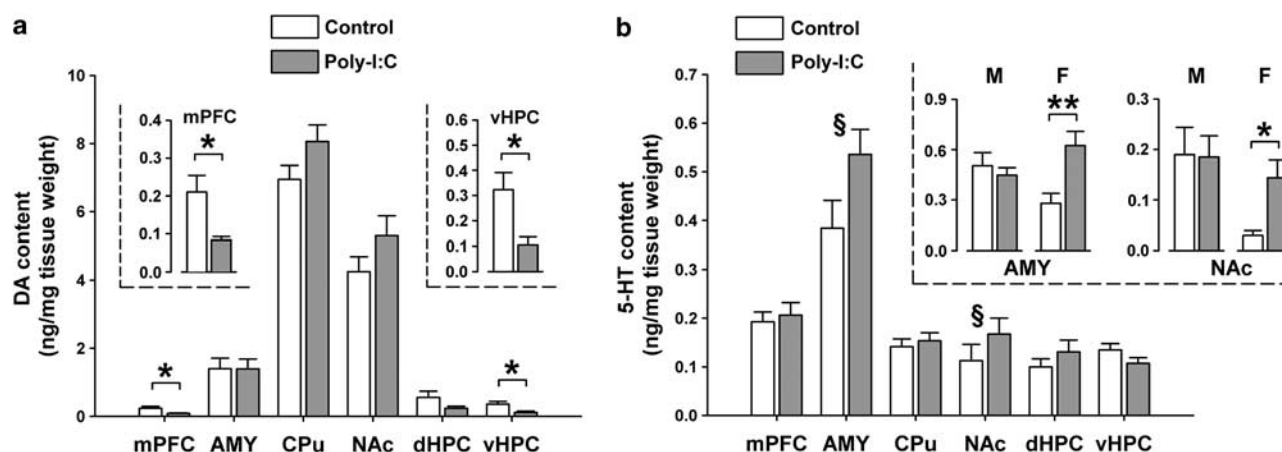 a
Control
Poly-I:C
DA content
(ng/mg tissue weight)
10
8
6
4
2
0
mPFC
0.4
0.3
0.2
0.1
0.0
*
vHPC
0.6
0.5
0.4
0.3
0.2
0.1
0.0
*
*
*
mPFC AMY CPu NAc dHPC vHPC
b
Control
Poly-I:C
5-HT content
(ng/mg tissue weight)
0.7
0.6
0.5
0.4
0.3
0.2
0.1
0.0
§
§
M F
0.9
0.6
0.3
0.0
**
AMY
M F
0.3
0.2
0.1
0.0
*
NAc
mPFC AMY CPu NAc dHPC vHPC